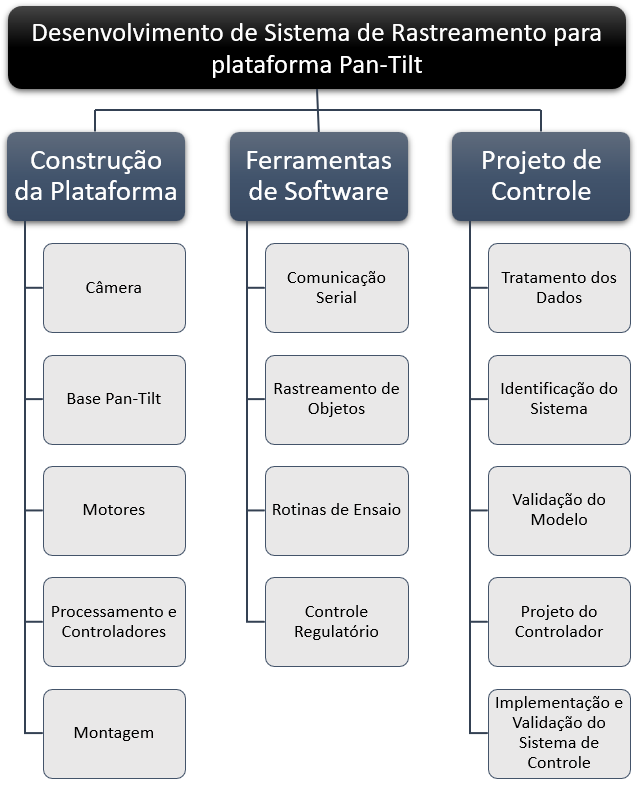 Desenvolvimento de Sistema de Rastreamento para
plataforma Pan-Tilt
Construção
da Plataforma
Câmera
Base Pan-Tilt
Motores
Processamento e
Controladores
Montagem
Ferramentas
de Software
Comunicação
Serial
Rastreamento de
Objetos
Rotinas de Ensaio
Controle
Regulatório
Projeto de
Controle
Tratamento dos
Dados
Identificação do
Sistema
Validação do
Modelo
Projeto do
Controlador
Implementação e
Validação do
Sistema de
Controle